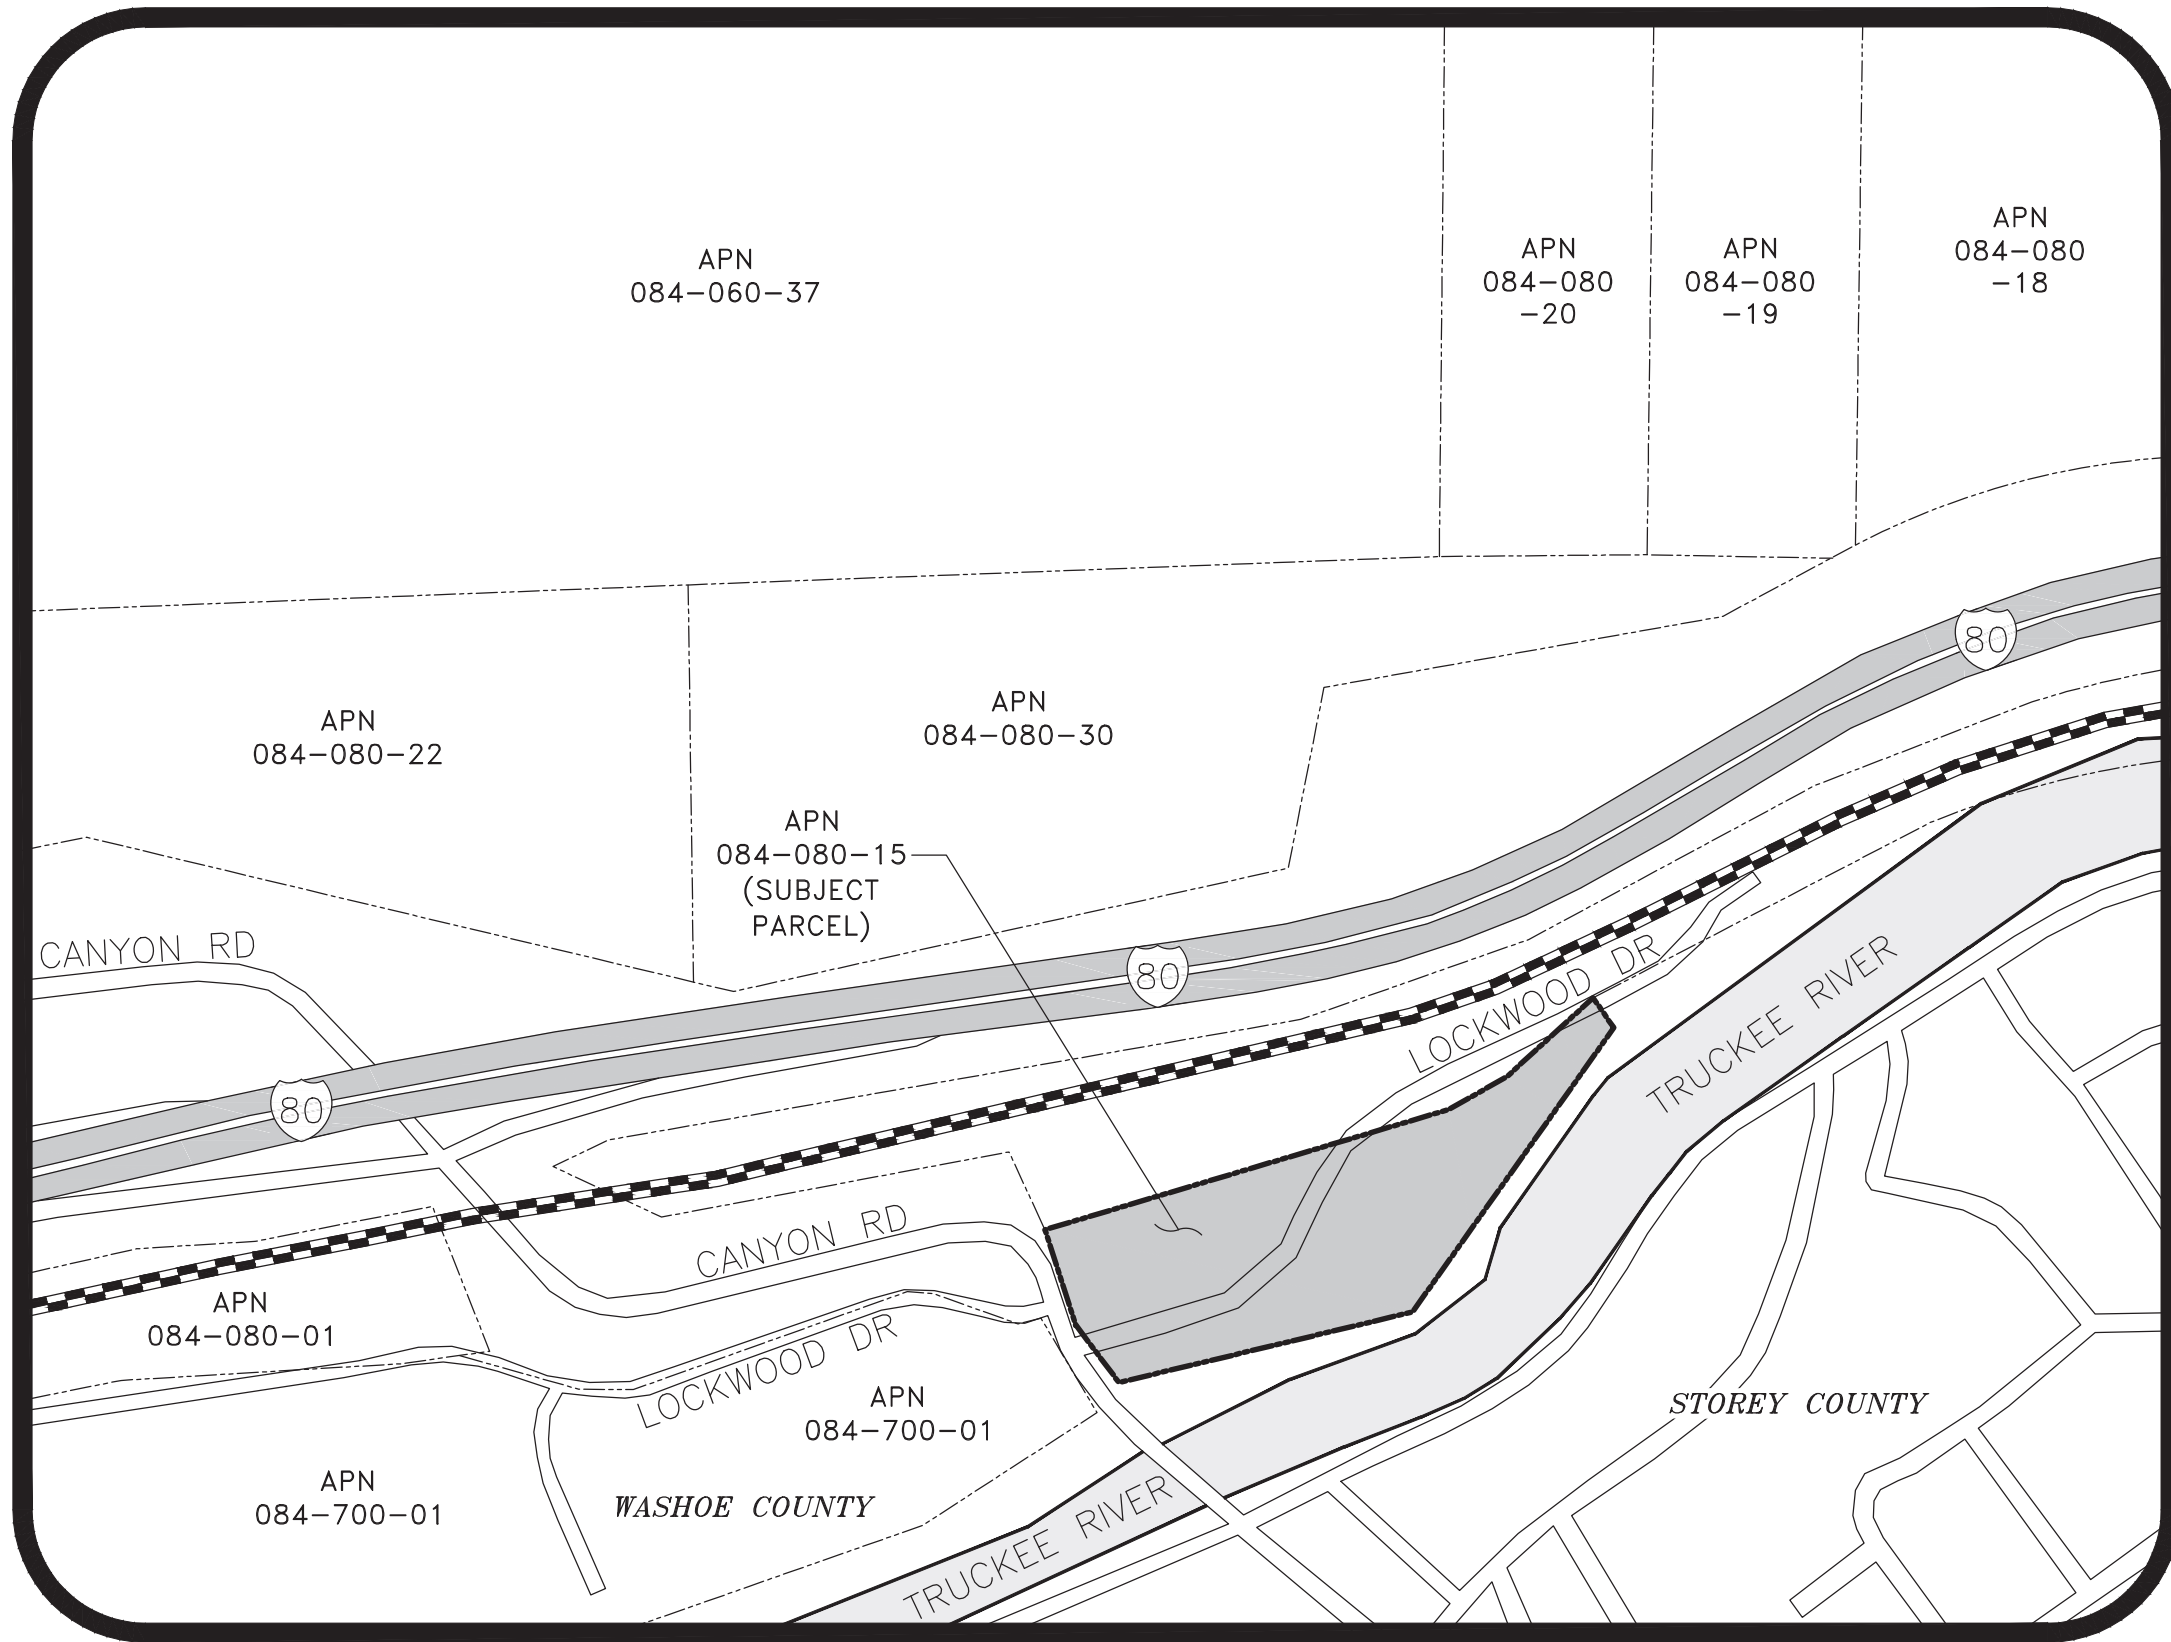 APN
084-060-37
APN
084-080
-20
APN
084-080
-19
APN
084-080
-18
80
APN
084-080-22
APN
084-080-30
APN
084-080-15
(SUBJECT
PARCEL)
CANYON RD
80
LOCKWOOD DR
TRUCKEE RIVER
80
CANYON RD
APN
084-080-01
LOCKWOOD DR
APN
084-700-01
STOREY COUNTY
APN
084-700-01
WASHOE COUNTY
TRUCKEE RIVER